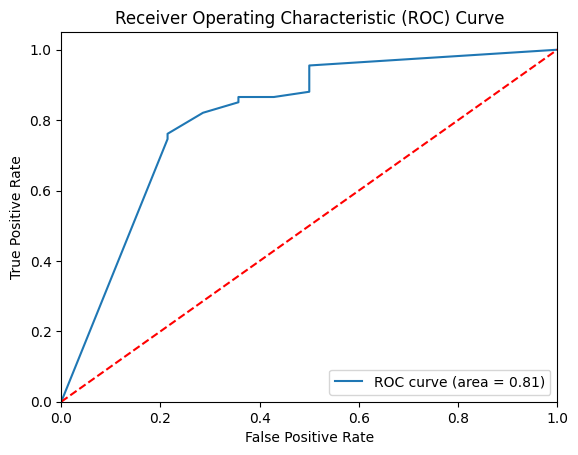 Receiver Operating Characteristic (ROC) Curve
1.0
0.8
0.6
0.4
0.2
0.0
True Positive Rate
ROC curve (area = 0.81)
0.0 0.2 0.4 0.6 0.8 1.0
False Positive Rate